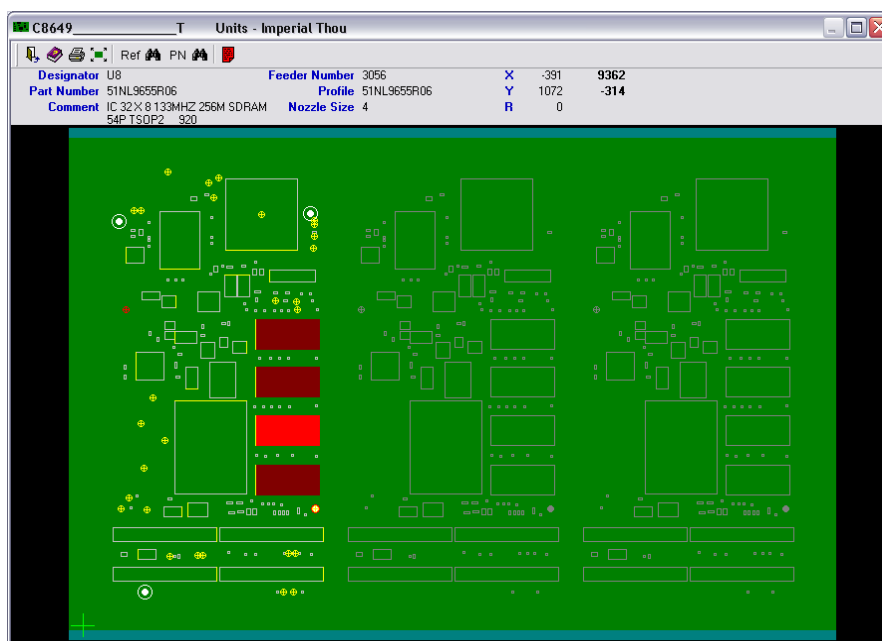 C8649______________T Units - Imperial Thou
Ref PN
Designator U8 Feeder Number 3056 X -391 9362
Part Number 51NL9655R06 Profile 51NL9655R06 Y 1072 -314
Comment IC 32 X 8 133MHZ 256M SDRAM Nozzle Size 4 R 0
54P TSOP2 920